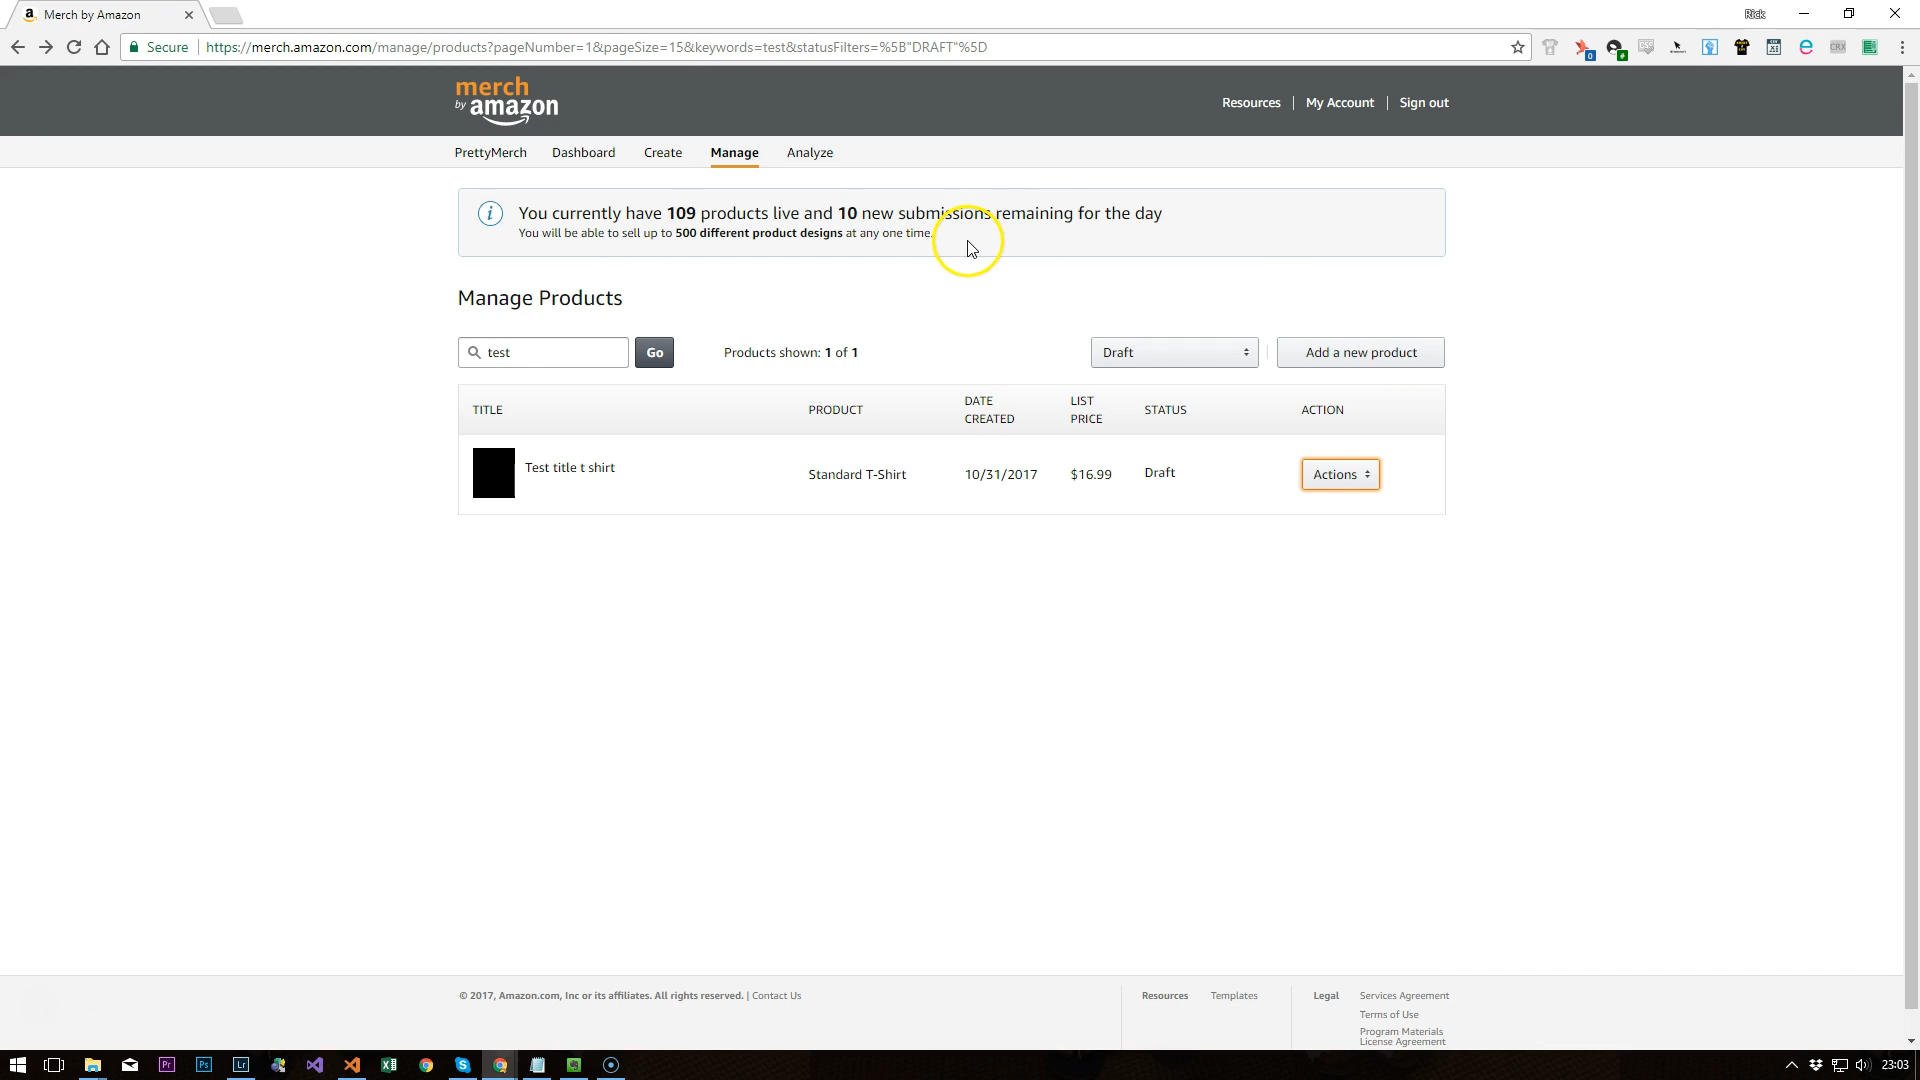 Merch by Amazon
Rick
Secure
https://merch.amazon.com/manage/products?pageNumber=1&pageSize=15&keywords=test&statusFilters=%5B"DRAFT"%5D
merch
by amazon
Resources | My Account | Sign out
PrettyMerch Dashboard Create Manage Analyze
You currently have 109 products live and 10 new submissions remaining for the day
You will be able to sell up to 500 different product designs at any one time.
Manage Products
test Go Products shown: 1 of 1 Draft Add a new product
TITLE PRODUCT DATE CREATED LIST PRICE STATUS ACTION
Test title t shirt Standard T-Shirt 10/31/2017 $16.99 Draft Actions
© 2017, Amazon.com, Inc or its affiliates. All rights reserved. | Contact Us
Resources Templates
Legal Services Agreement
Terms of Use
Program Materials
License Agreement
23:03